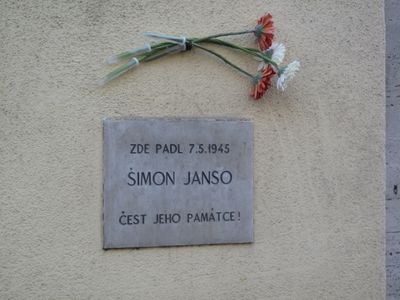 ZDE PADL 7.5.1945
ŠIMON JANSO
ČEST JEHO PAMÁTCE!